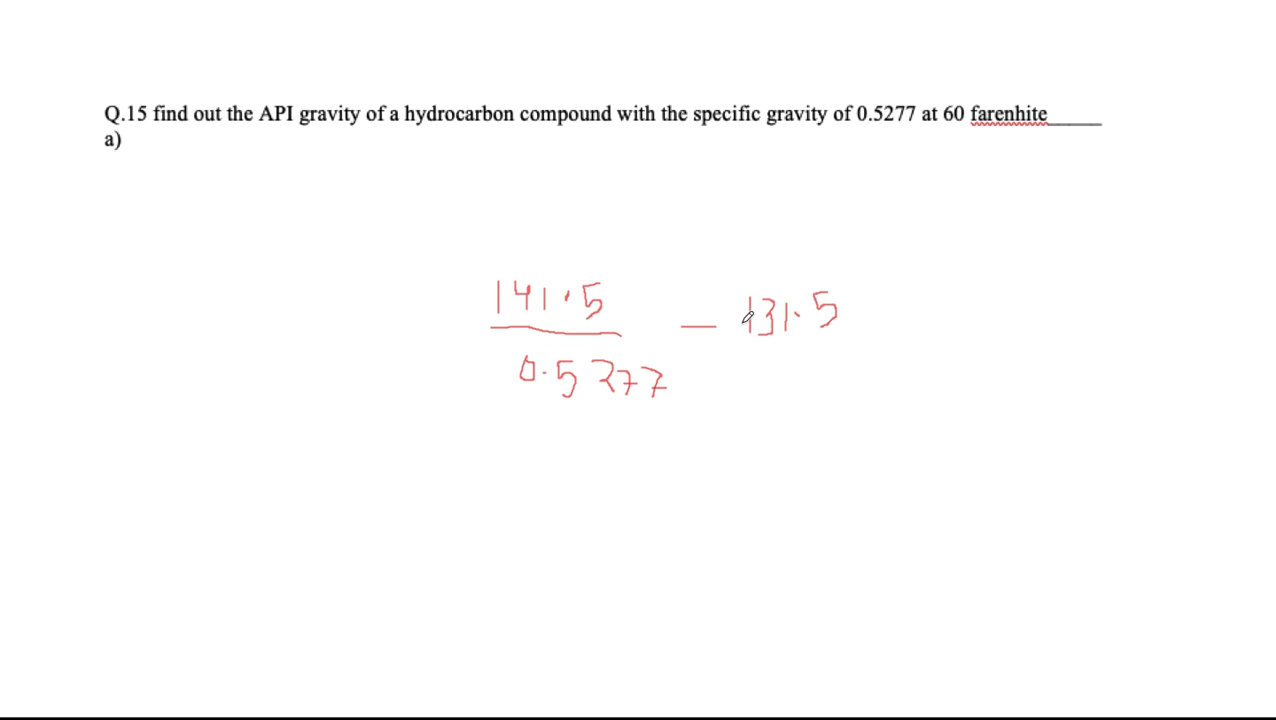 Q.15 find out the API gravity of a hydrocarbon compound with the specific gravity of 0.5277 at 60 farenhite_____
a)
141.5 — 131.5
0.5277